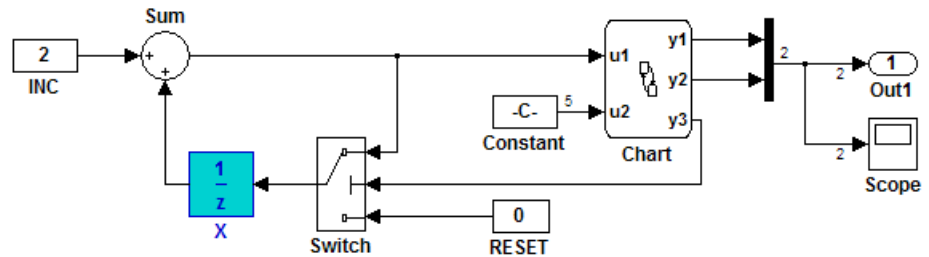 Sum
2
INC
+
+
u1
u2
y1
y2
y3
Chart
-C-
5
Constant
2
2
2
1
Out1
Scope
1
z
X
Switch
0
RESET